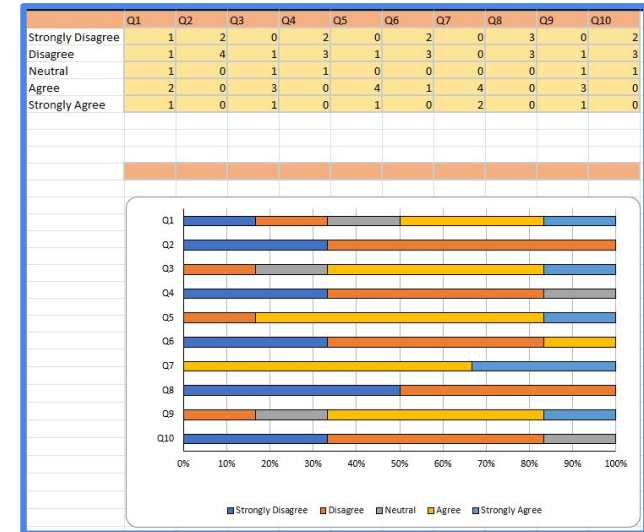 Q1 Q2 Q3 Q4 Q5 Q6 Q7 Q8 Q9 Q10
Strongly Disagree 1 2 0 2 0 2 0 3 0 2
Disagree 1 4 1 3 1 3 0 3 1 3
Neutral 1 0 1 1 0 0 0 0 1 1
Agree 2 0 3 0 4 1 4 0 3 0
Strongly Agree 1 0 1 0 1 0 2 0 1 0
Q1
Q2
Q3
Q4
Q5
Q6
Q7
Q8
Q9
Q10
0% 10% 20% 30% 40% 50% 60% 70% 80% 90% 100%
Strongly Disagree Disagree Neutral Agree Strongly Agree